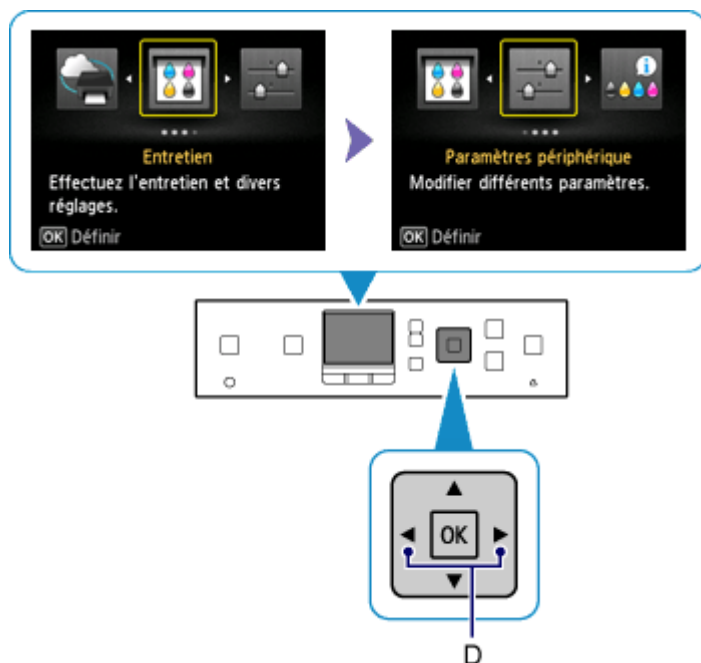 Entretien
Effectuez l'entretien et divers
réglages.
OK Définir
Paramètres périphérique
Modifier différents paramètres.
OK Définir
OK
D